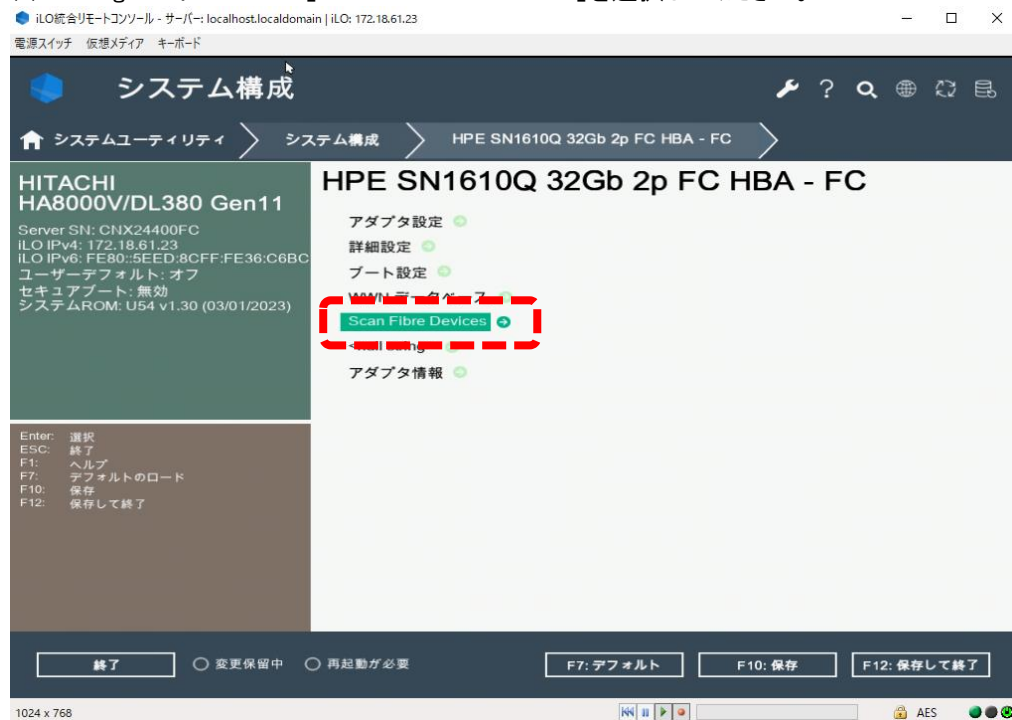 iLO統合リモートコンソール - サーバー: localhost.localdomain | iLO: 172.18.61.23
電源スイッチ 仮想メディア キーボード
システム構成
システムユーティリティ
システム構成
HPE SN1610Q 32Gb 2p FC HBA - FC
HITACHI
HA8000V/DL380 Gen11
Server SN: CNX24400FC
iLO IPv4: 172.18.61.23
iLO IPv6: FE80::5EED:8CFF:FE36:C6BC
ユーザーデフォルト: オフ
セキュアブート: 無効
システムROM: U54 v1.30 (03/01/2023)
Enter: 選択
ESC: 終了
F1: ヘルプ
F7: デフォルトのロード
F10: 保存
F12: 保存して終了
HPE SN1610Q 32Gb 2p FC HBA - FC
アダプタ設定
詳細設定
ブート設定
WWN データベース
Scan Fibre Devices
アダプタ情報
終了
変更保留中
再起動が必要
F7: デフォルト
F10: 保存
F12: 保存して終了
1024 x 768
AES